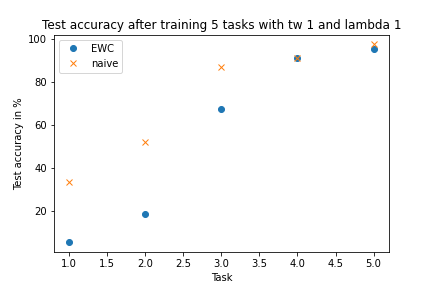 Test accuracy after training 5 tasks with tw 1 and lambda 1
EWC
naive
Test accuracy in %
100
80
60
40
20
1.0 1.5 2.0 2.5 3.0 3.5 4.0 4.5 5.0
Task